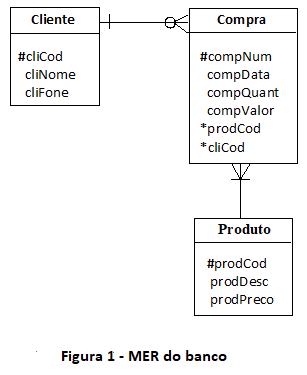 Cliente
#cliCod
cliNome
cliFone
Compra
#compNum
compData
compQuant
compValor
*prodCod
*cliCod
Produto
#prodCod
prodDesc
prodPreco
Figura 1 - MER do banco